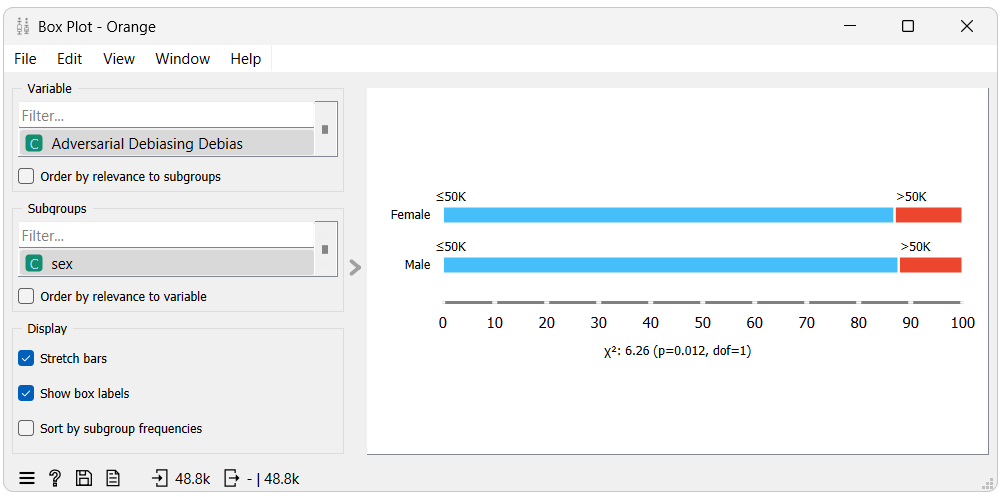 Box Plot - Orange
File Edit View Window Help
Variable
Filter...
C Adversarial Debiasing Debias
Order by relevance to subgroups
Subgroups
Filter...
C sex
Order by relevance to variable
Display
Stretch bars
Show box labels
Sort by subgroup frequencies
? 48.8k - | 48.8k
≤50K >50K
Female
≤50K >50K
Male
0 10 20 30 40 50 60 70 80 90 100
χ²: 6.26 (p=0.012, dof=1)